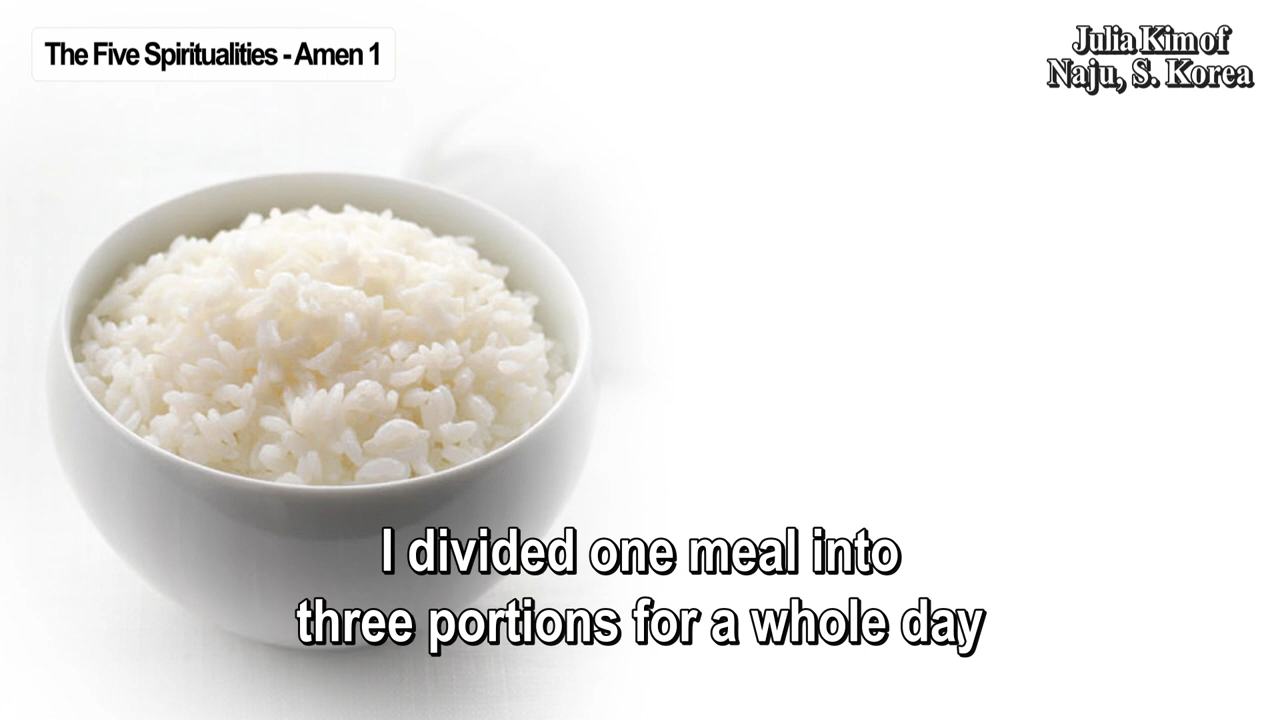 The Five Spiritualities - Amen 1
Julia Kim of
Naju, S. Korea
I divided one meal into
three portions for a whole day